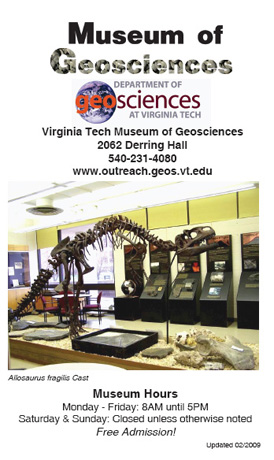 Museum of
Geosciences
DEPARTMENT OF
geosciences
AT VIRGINIA TECH
Virginia Tech Museum of Geosciences
2062 Derring Hall
540-231-4080
www.outreach.geos.vt.edu
Allosaurus fragilis Cast
Museum Hours
Monday - Friday: 8AM until 5PM
Saturday & Sunday: Closed unless otherwise noted
Free Admission!
Updated 02/2009